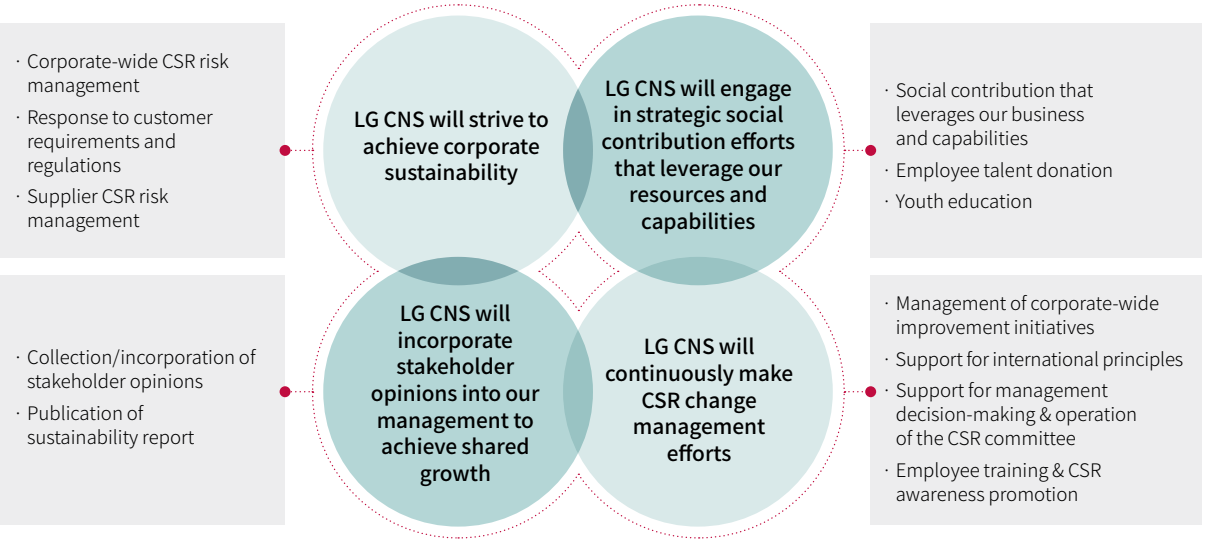 · Corporate-wide CSR risk
management
· Response to customer
requirements and
regulations
· Supplier CSR risk
management
LG CNS will strive to
achieve corporate
sustainability
LG CNS will engage
in strategic social
contribution efforts
that leverage our
resources and
capabilities
· Social contribution that
leverages our business
and capabilities
· Employee talent donation
· Youth education
· Collection/incorporation of
stakeholder opinions
· Publication of
sustainability report
LG CNS will
incorporate
stakeholder
opinions into our
management to
achieve shared
growth
LG CNS will
continuously make
CSR change
management
efforts
· Management of corporate-wide
improvement initiatives
· Support for international principles
· Support for management
decision-making & operation
of the CSR committee
· Employee training & CSR
awareness promotion